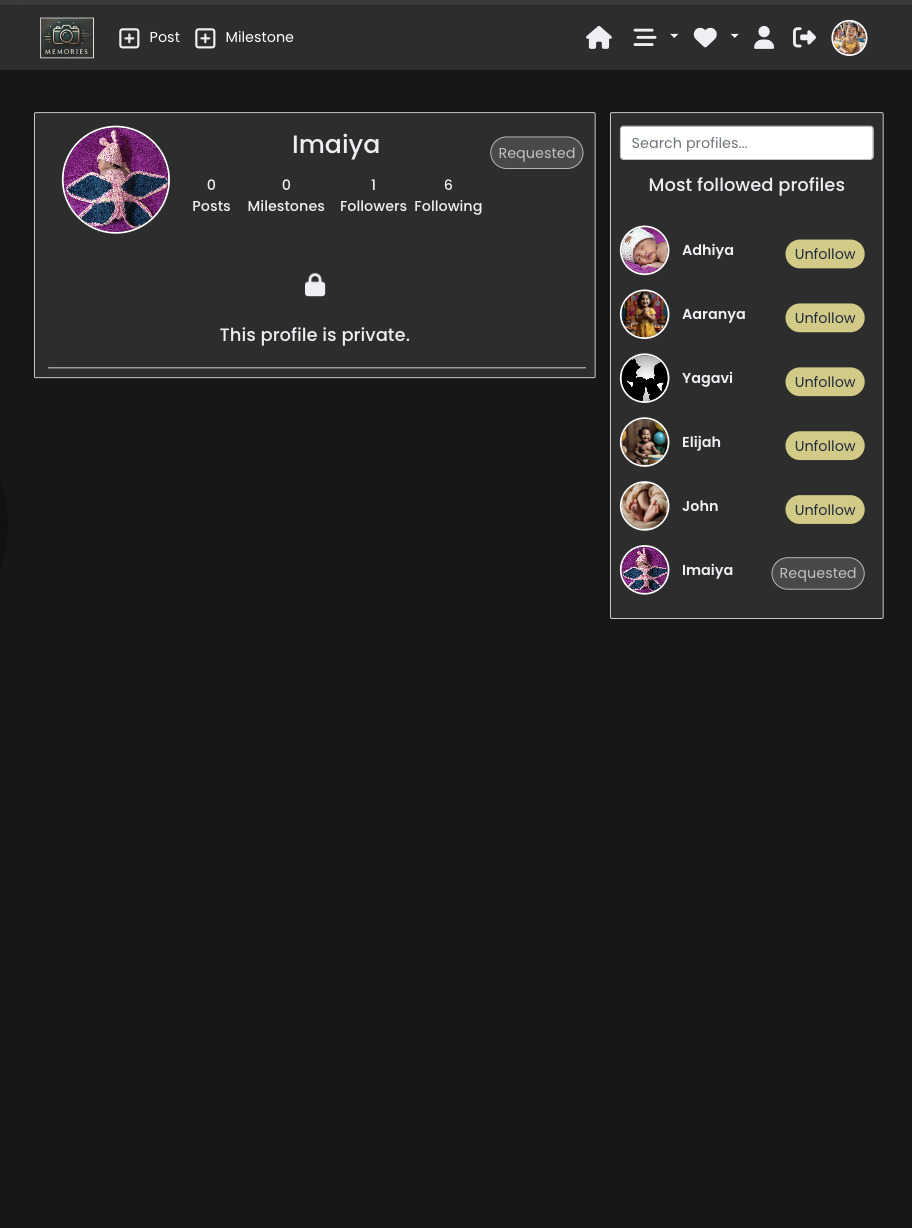 MEMORIES
Post
Milestone
Imaiya
Requested
0 0 1 6
Posts Milestones Followers Following
This profile is private.
Search profiles...
Most followed profiles
Adhiya Unfollow
Aaranya Unfollow
Yagavi Unfollow
Elijah Unfollow
John Unfollow
Imaiya Requested